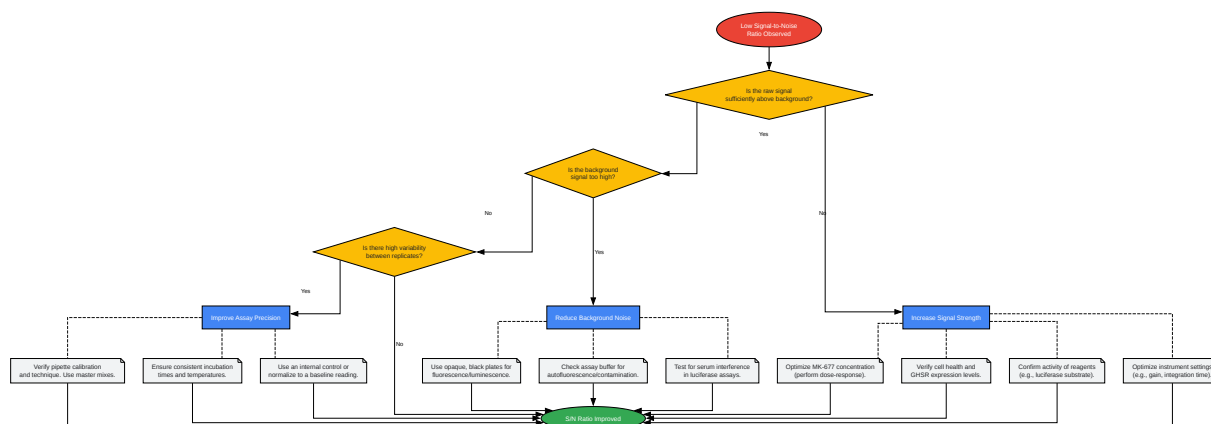 Low Signal-to-Noise
Ratio Observed
Is the raw signal
sufficiently above background?
Yes
Is the background
signal too high?
No
No
Is there high variability
between replicates?
Yes
Yes
Improve Assay Precision
Reduce Background Noise
Increase Signal Strength
No
Verify pipette calibration
and technique. Use master mixes.
Ensure consistent incubation
times and temperatures.
Use an internal control or
normalize to a baseline reading.
Use opaque, black plates for
fluorescence/luminescence.
Check assay buffer for
autofluorescence/contamination.
Test for serum interference
in luciferase assays.
Optimize MK-677 concentration
(perform dose-response).
Verify cell health and
GHSR expression levels.
Confirm activity of reagents
(e.g., luciferase substrate).
Optimize instrument settings
(e.g., gain, integration time).
S/N Ratio Improved